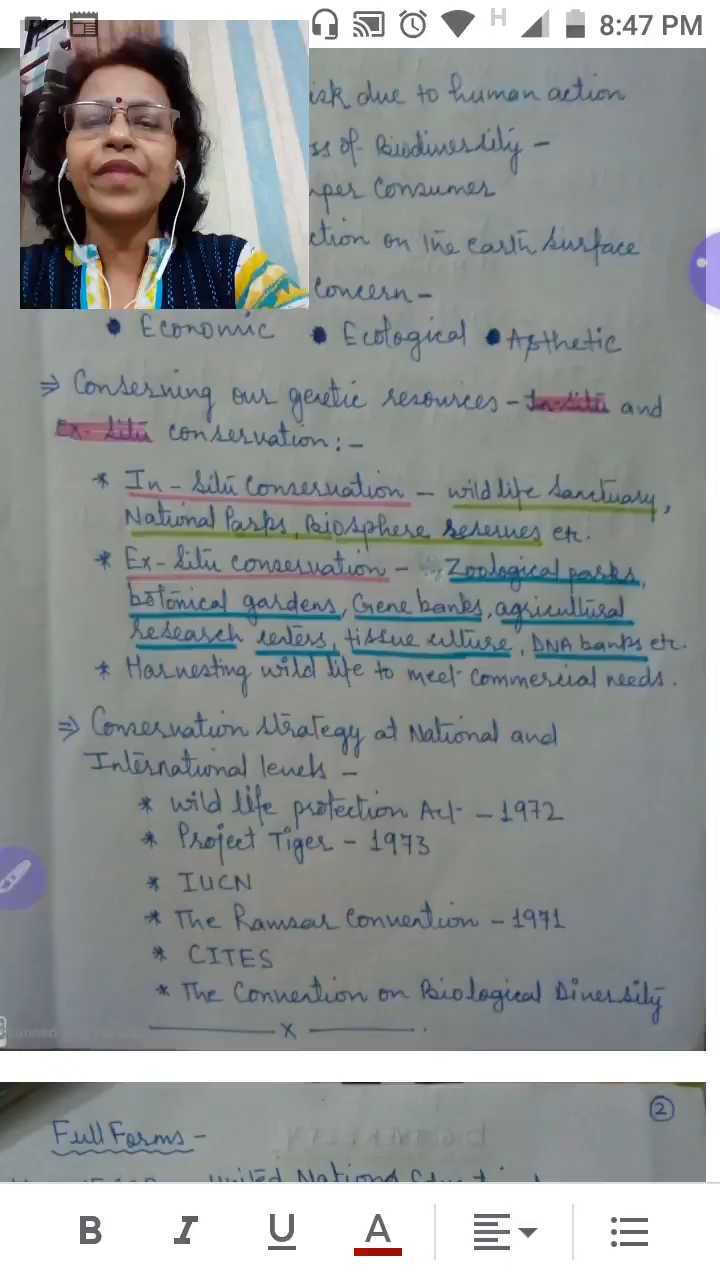 H 8:47 PM
isk due to human action
ss of Biodiversity -
per Consumer
ction on the earth surface
concern -
• Economic • Ecological • Aesthetic
⇒ Conserning our genetic resources - In-situ and
Ex-Situ conservation:-
* In-Situ Conservation - wild life Sanctuary,
National Parks, Biosphere reserves etc.
* Ex-Situ conservation - Zoological parks,
botonical gardens, Gene banks, agricultural
research centers, tissue culture, DNA banks etc.
* Harnesting wild life to meet commercial needs.
⇒ Conservation strategy at National and
International levels -
* wild life protection Act - 1972
* Project Tiger - 1973
* IUCN
* The Ramsar Convention - 1971
* CITES
* The Convention on Biological Diversity
x
2
Full Forms -
United Nations
B I U A